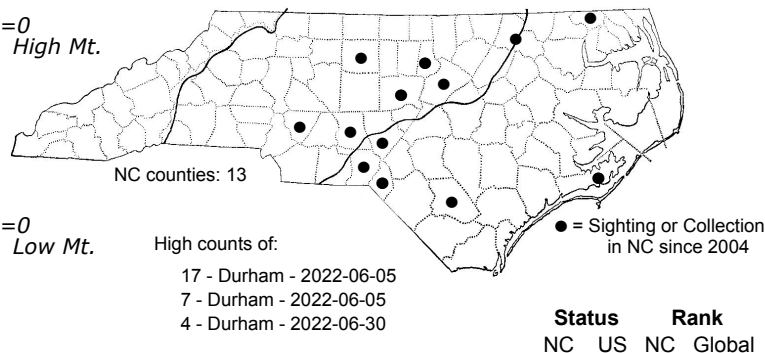 =0
High Mt.
NC counties: 13
=0
Low Mt.
High counts of:
17 - Durham - 2022-06-05
7 - Durham - 2022-06-05
4 - Durham - 2022-06-30
● = Sighting or Collection
in NC since 2004
Status Rank
NC US NC Global